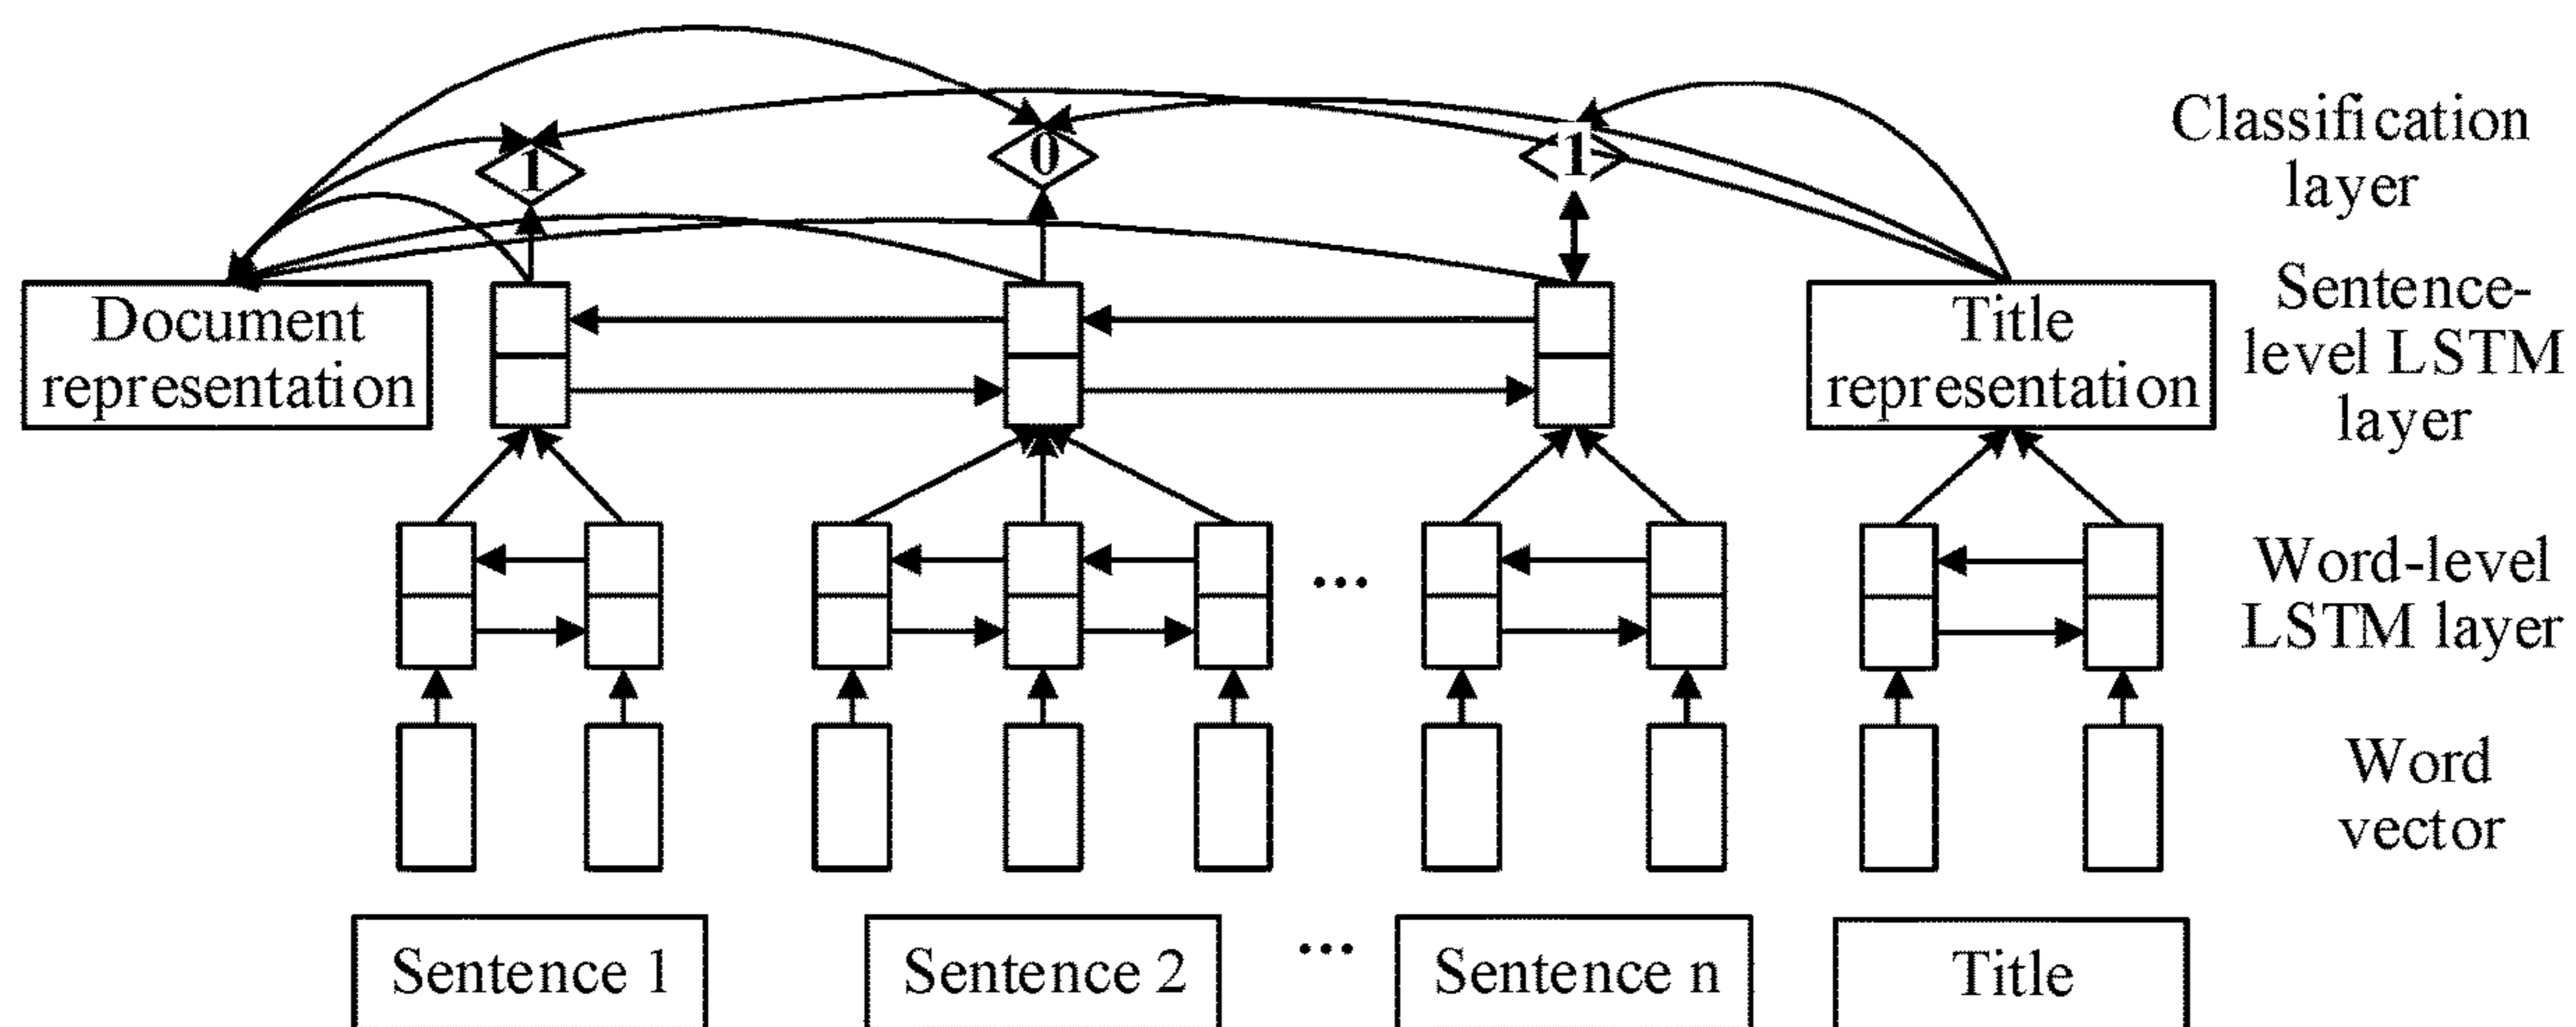 1
0
1
Classification
layer
Document
representation
Title
representation
Sentence-
level LSTM
layer
...
Word-level
LSTM layer
Word
vector
Sentence 1
Sentence 2
...
Sentence n
Title